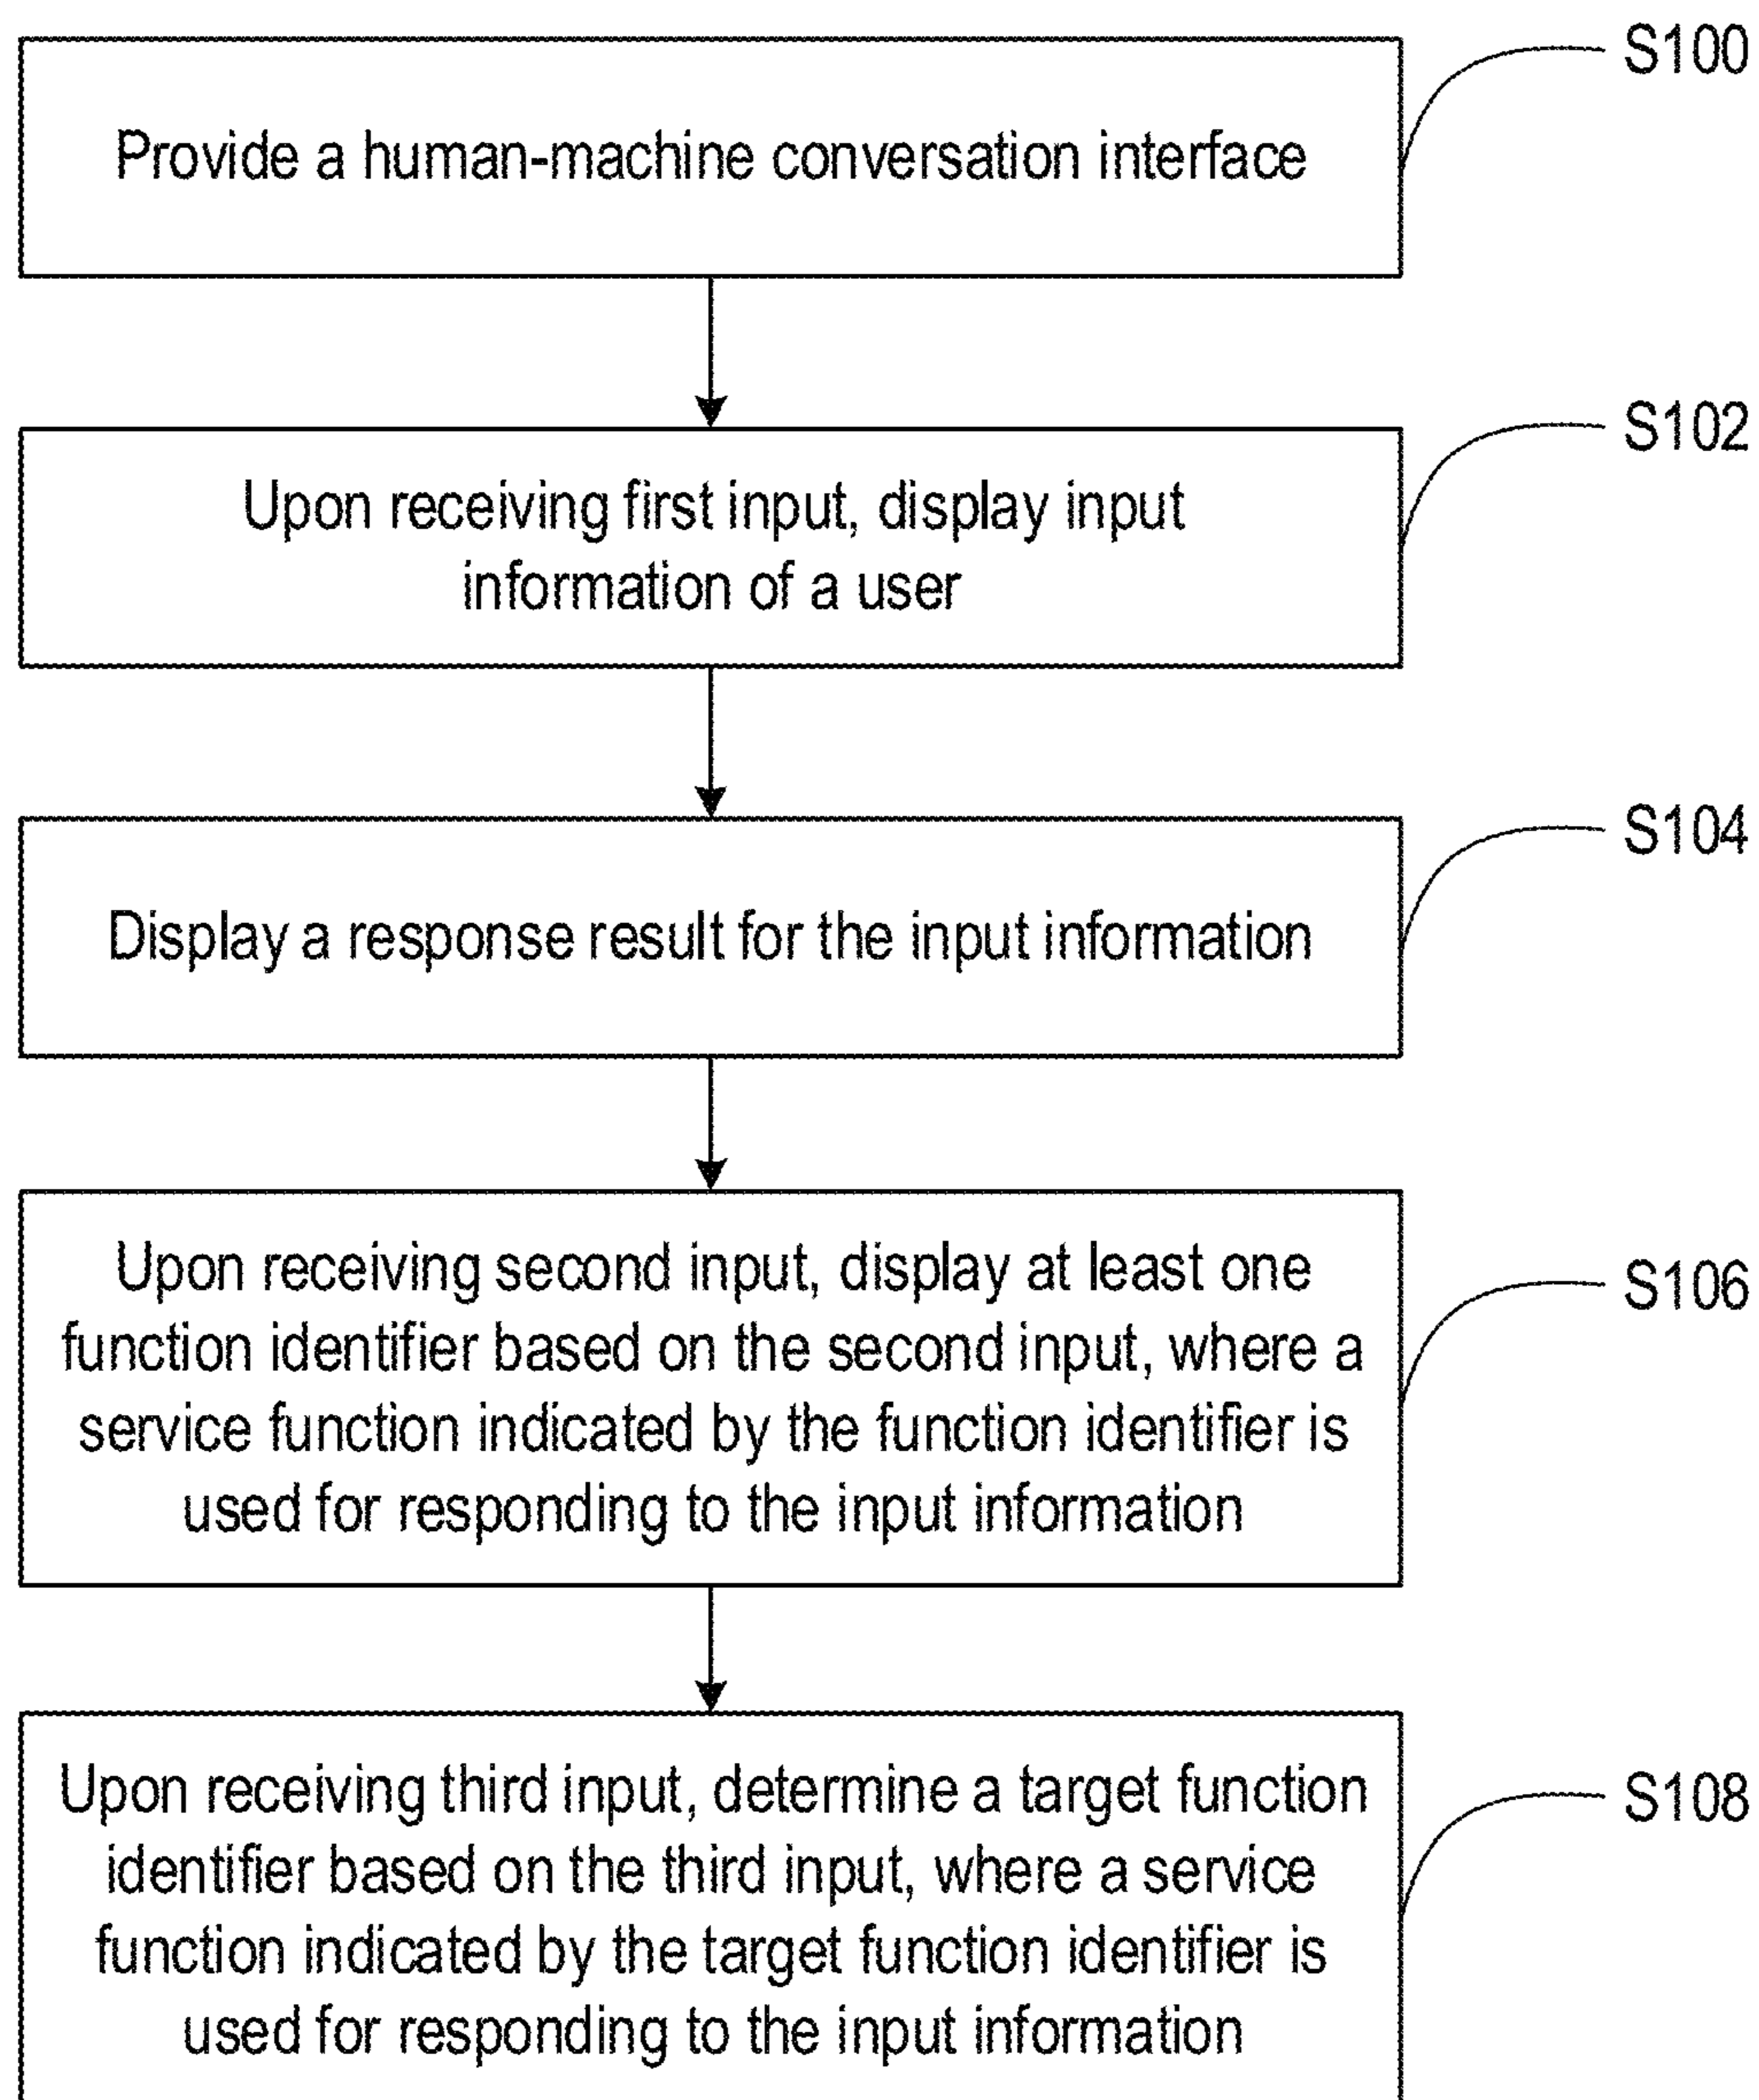 S100
Provide a human-machine conversation interface
S102
Upon receiving first input, display input
information of a user
S104
Display a response result for the input information
S106
Upon receiving second input, display at least one
function identifier based on the second input, where a
service function indicated by the function identifier is
used for responding to the input information
S108
Upon receiving third input, determine a target function
identifier based on the third input, where a service
function indicated by the target function identifier is
used for responding to the input information